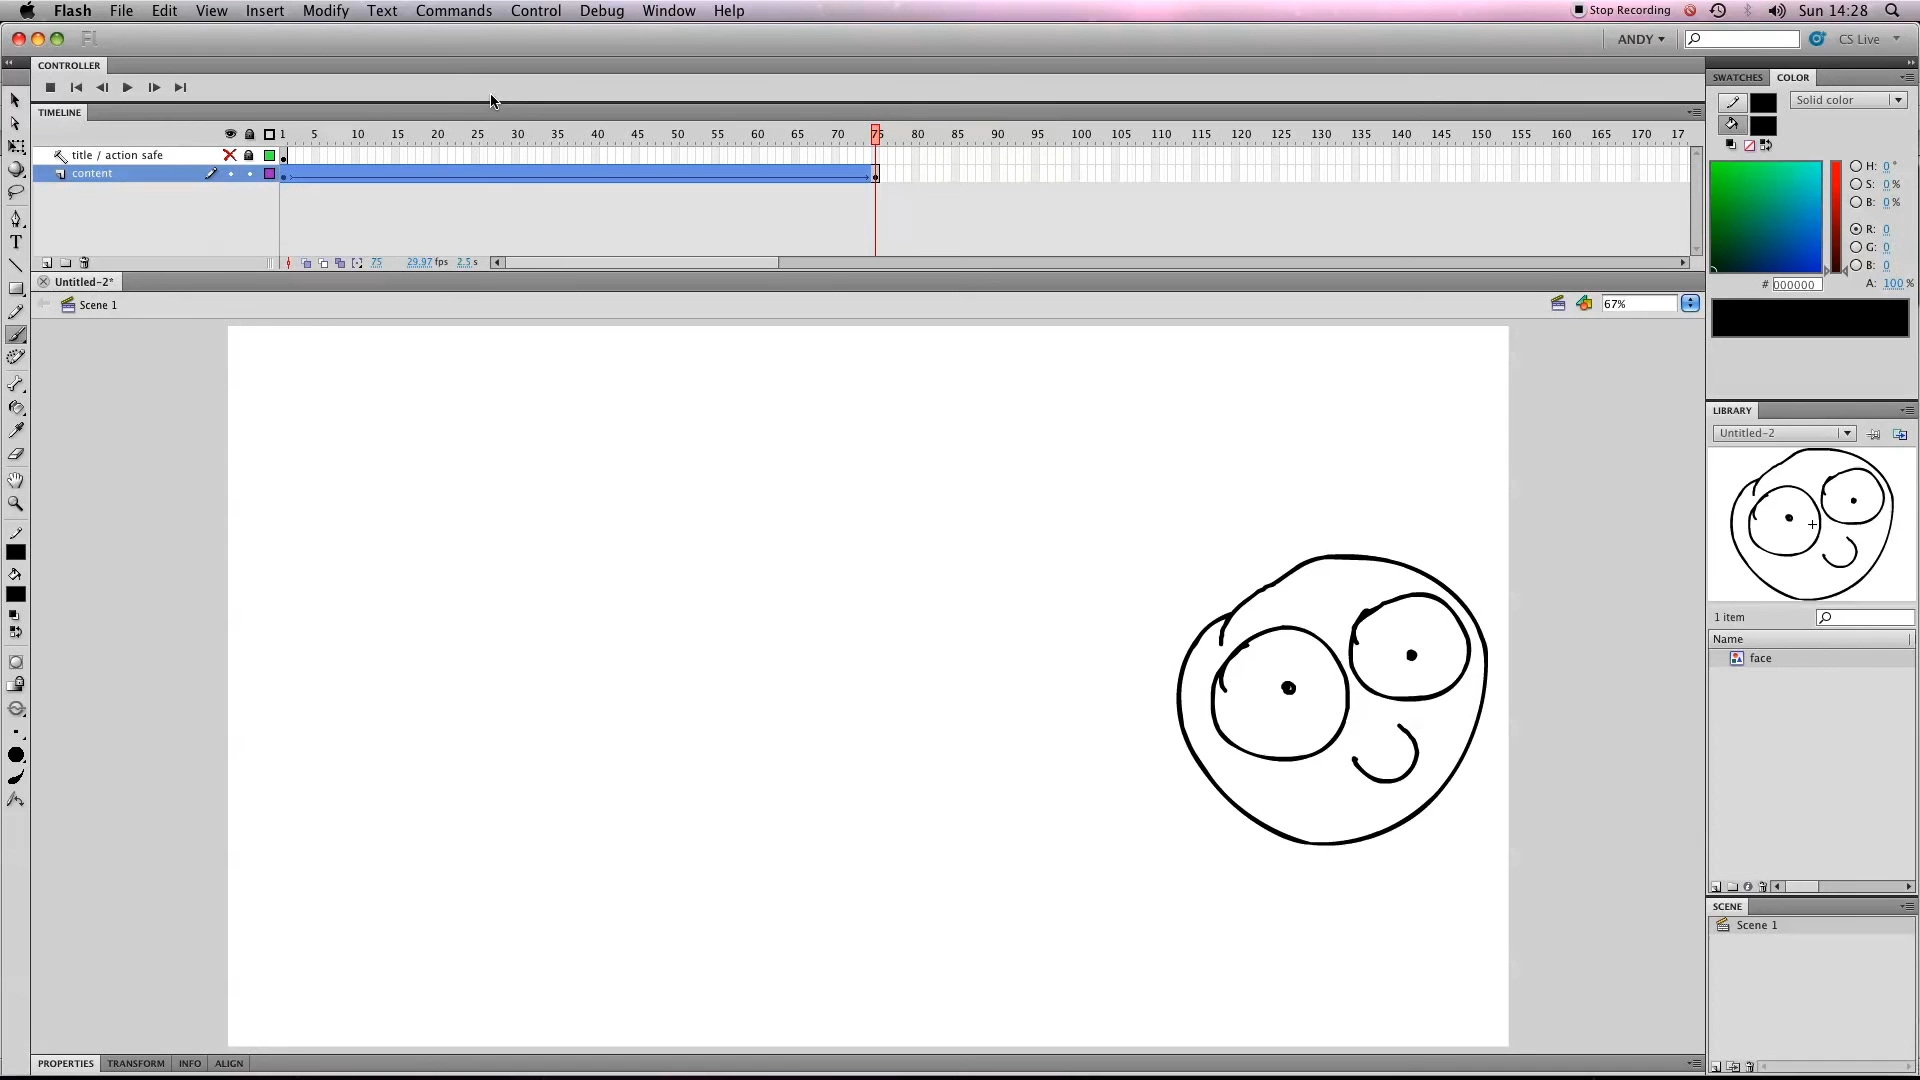 Flash File Edit View Insert Modify Text Commands Control Debug Window Help Stop Recording Sun 14:28
Fl ANDY CS Live
CONTROLLER
TIMELINE
1 5 10 15 20 25 30 35 40 45 50 55 60 65 70 75 80 85 90 95 100 105 110 115 120 125 130 135 140 145 150 155 160 165 170 17
title / action safe
content
75 29.97 fps 2.5 s
Untitled-2*
Scene 1 67%
SWATCHES COLOR
Solid color
H: 0 °
S: 0 %
B: 0 %
R: 0
G: 0
B: 0
# 000000 A: 100 %
LIBRARY
Untitled-2
1 item
Name
face
SCENE
Scene 1
PROPERTIES TRANSFORM INFO ALIGN